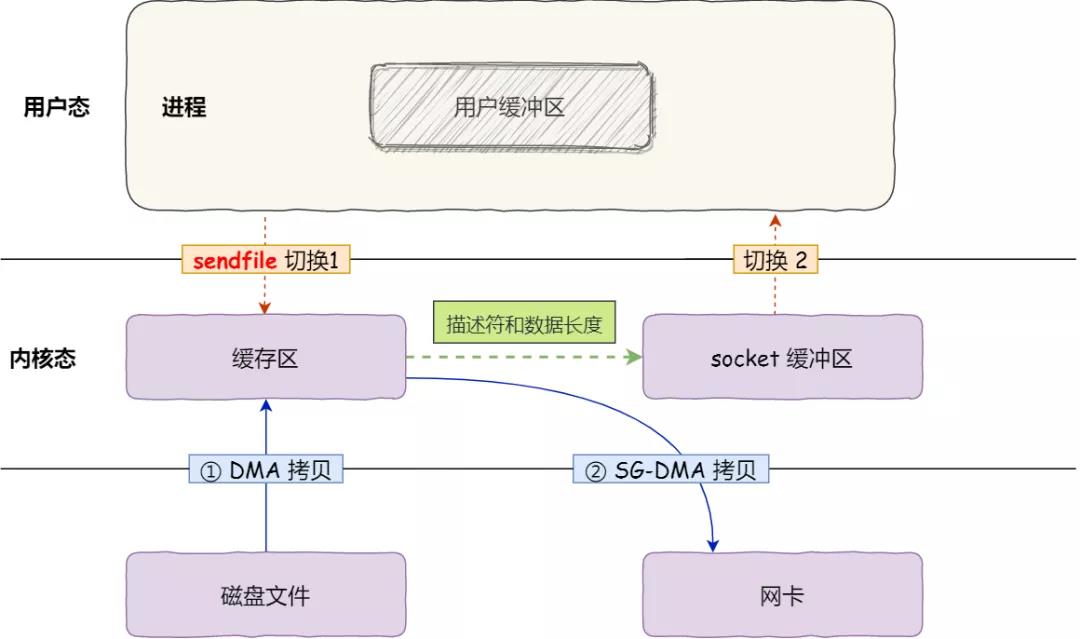 用户态
进程
用户缓冲区
sendfile 切换1
切换 2
描述符和数据长度
内核态
缓存区
socket 缓冲区
① DMA 拷贝
② SG-DMA 拷贝
磁盘文件
网卡